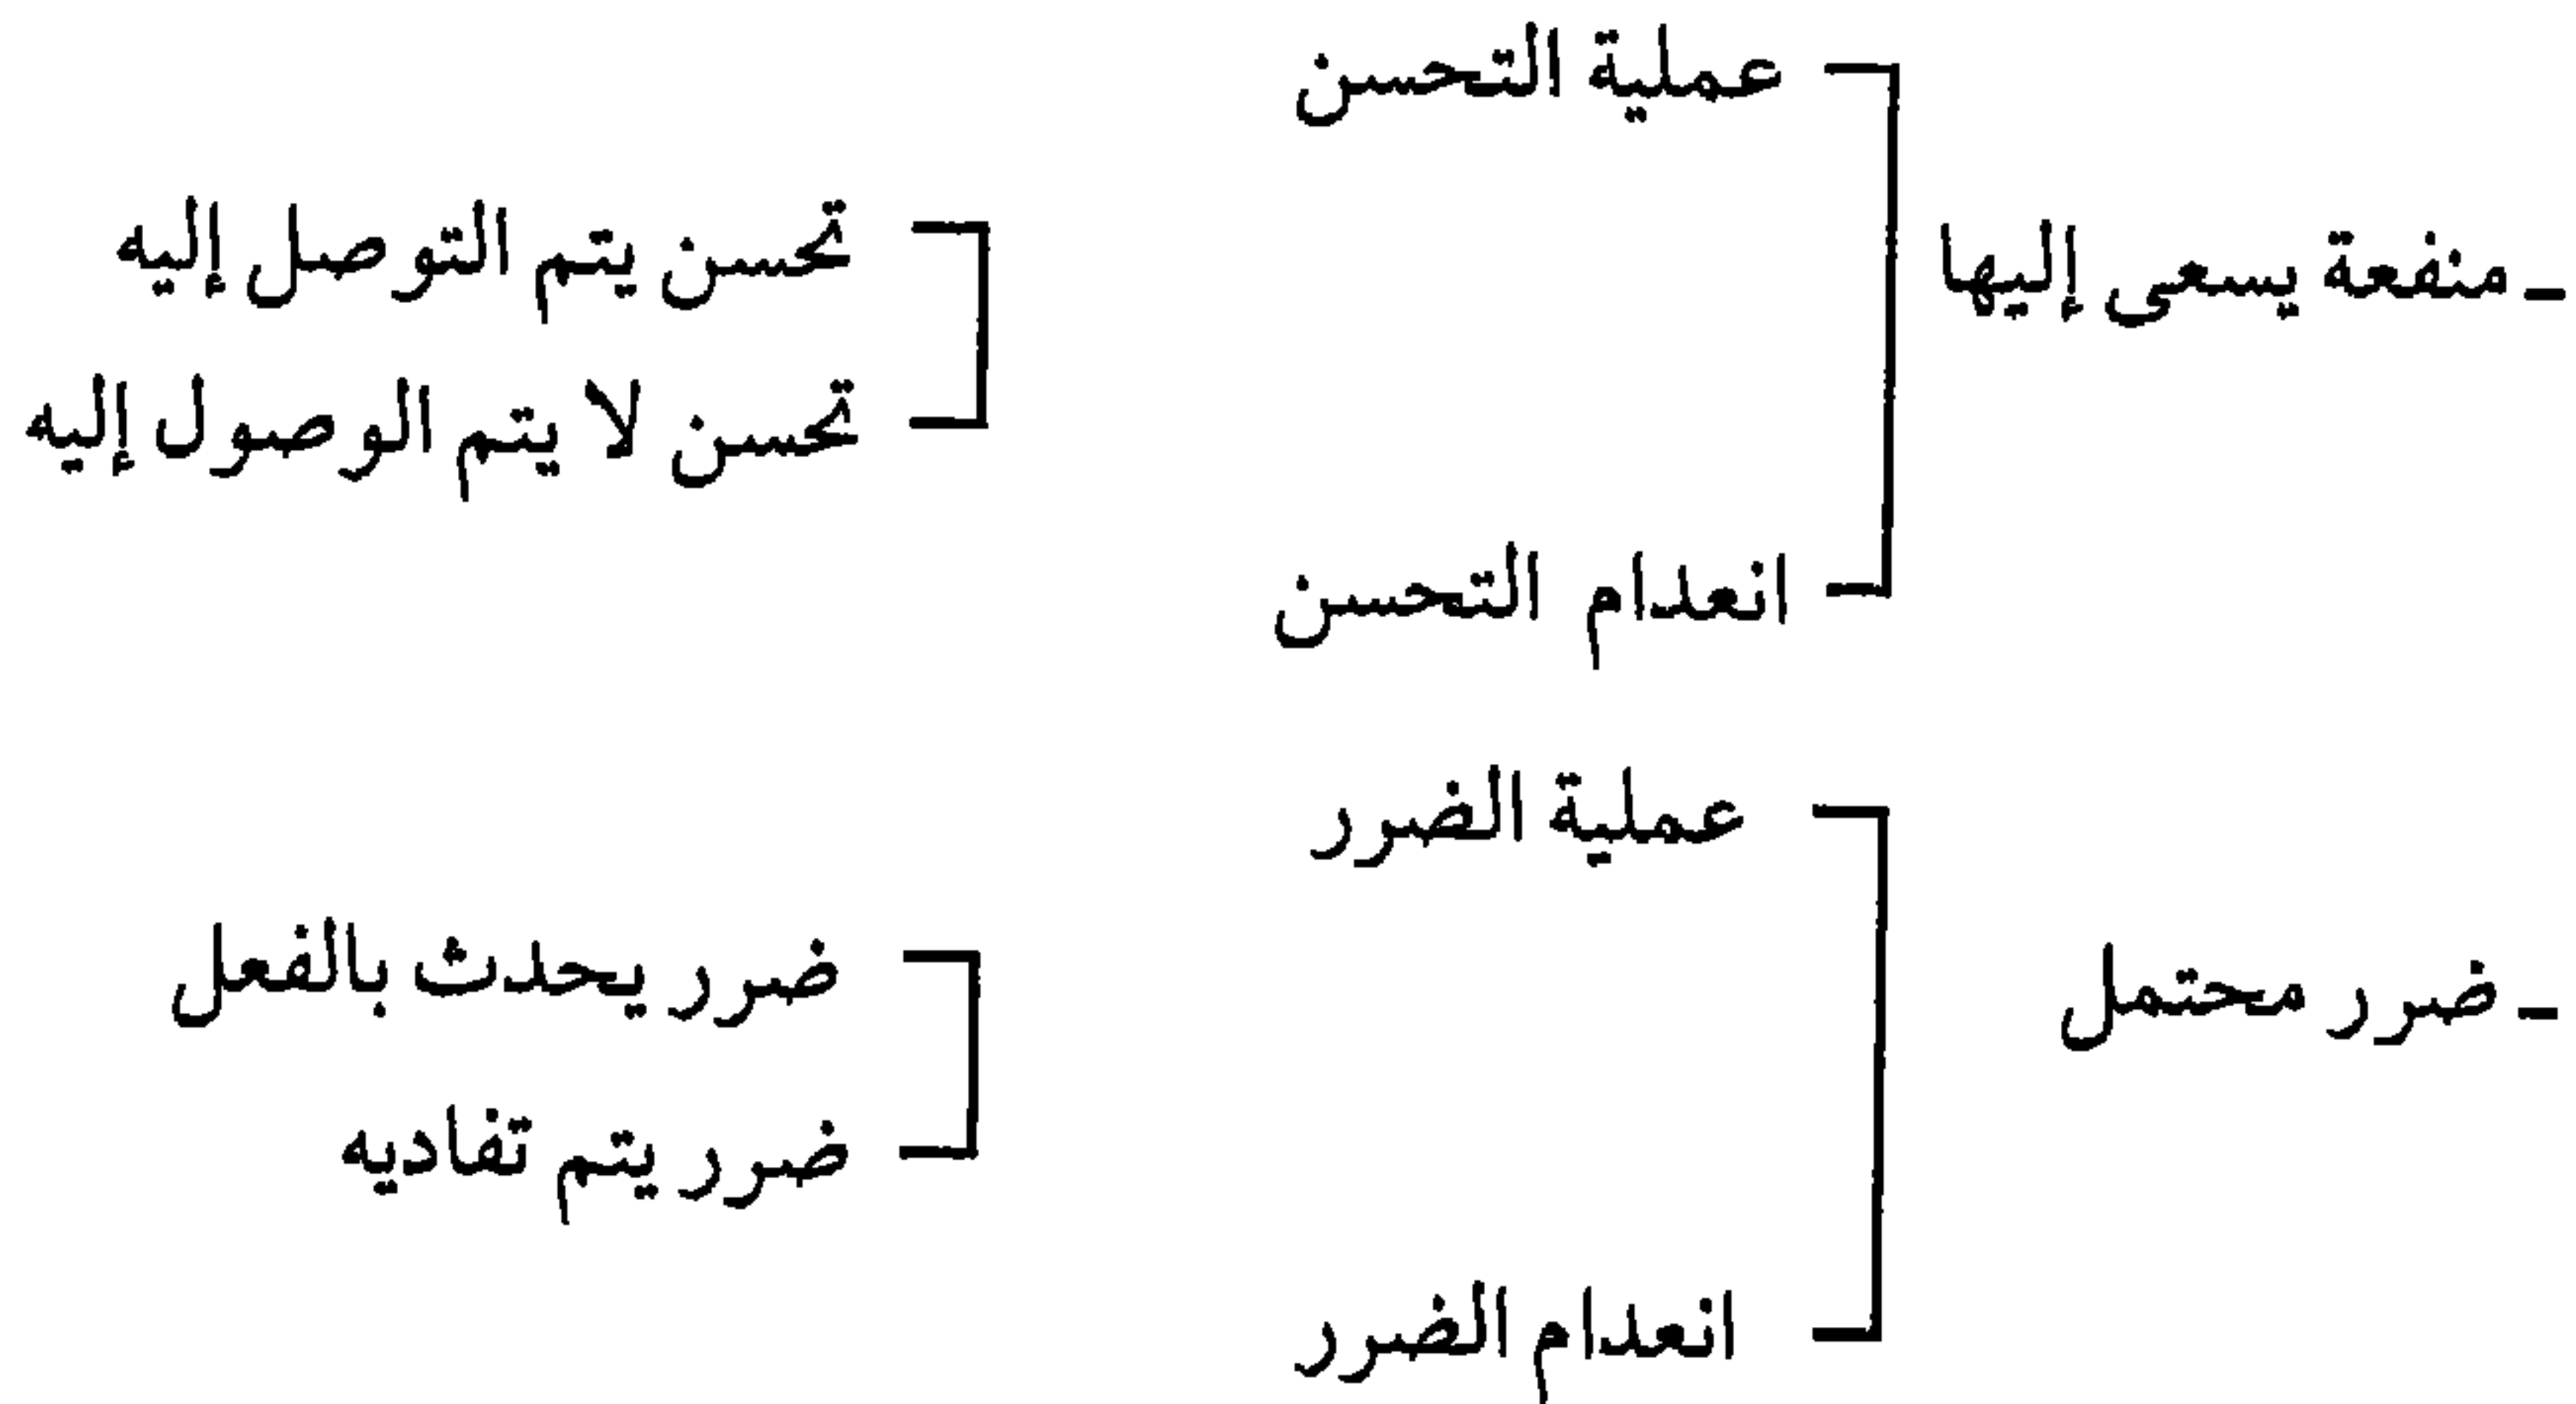 عملية التحسن
تحسن يتم التوصل إليه
ـ منفعة يسعى إليها
تحسن لا يتم الوصول إليه
انعدام التحسن
عملية الضرر
ضرر يحدث بالفعل
ـ ضرر محتمل
ضرر يتم تفاديه
انعدام الضرر